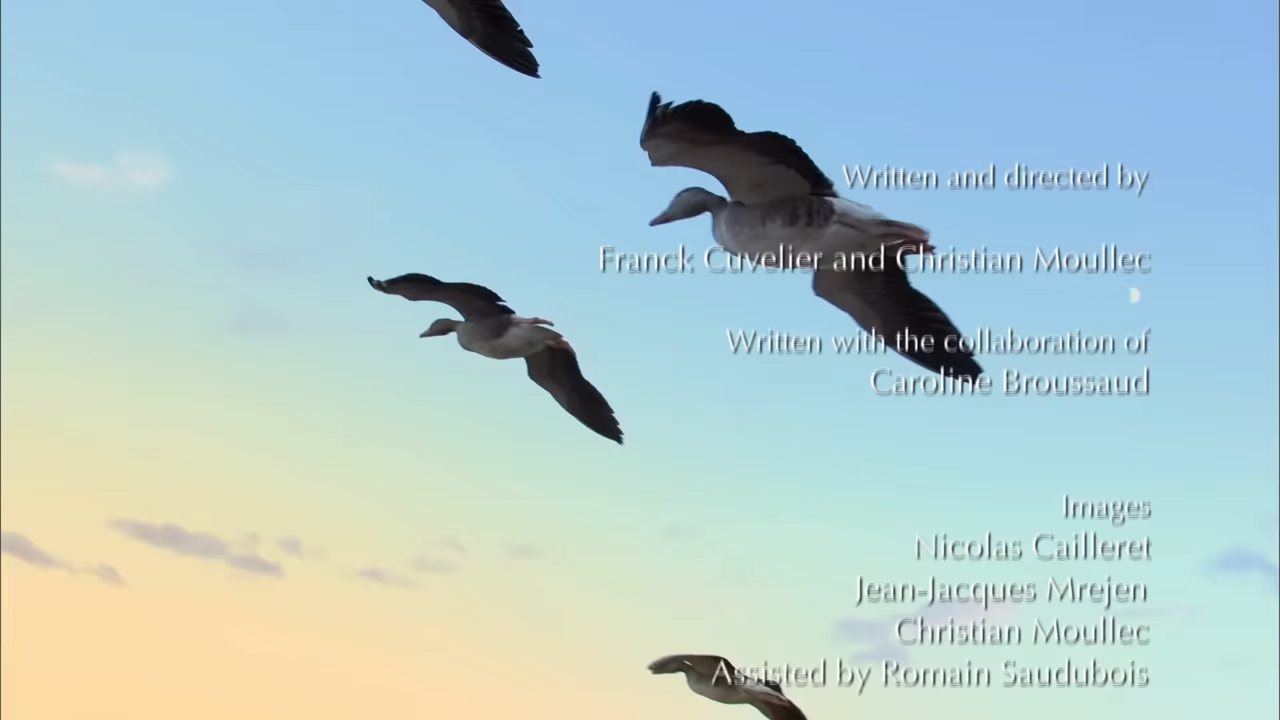 Written and directed by
Franck Cuvelier and Christian Moullec
Written with the collaboration of
Caroline Broussaud
Images
Nicolas Cailleret
Jean-Jacques Mrejen
Christian Moullec
Assisted by Romain Saudubois